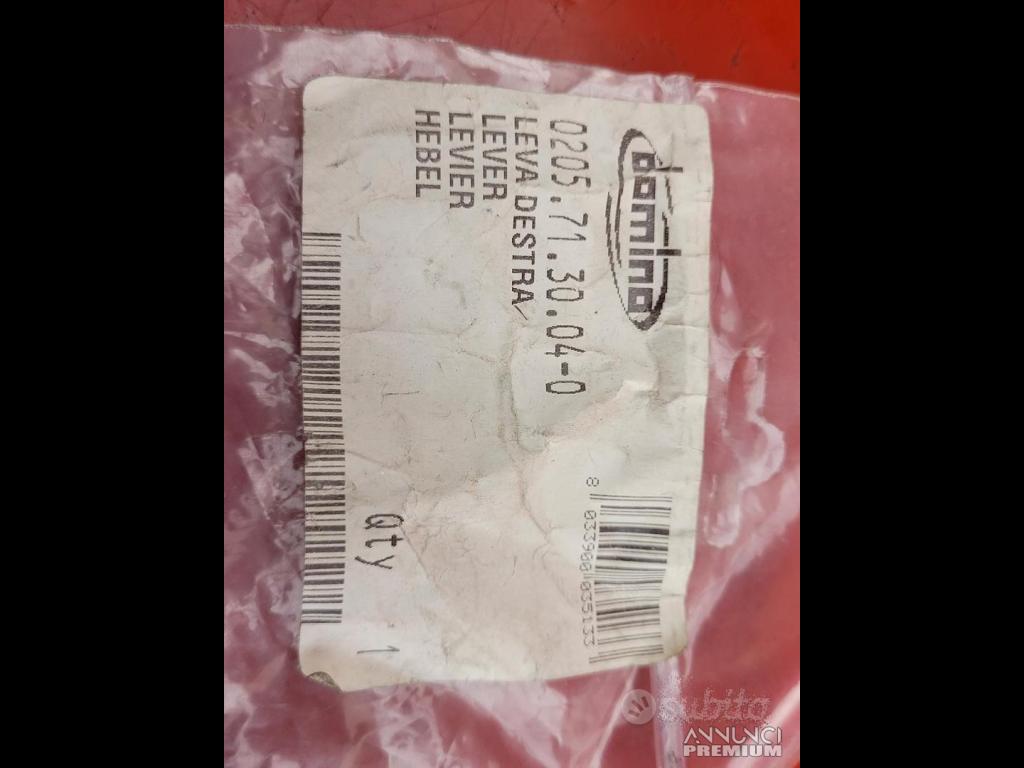 domino
0205.71.30.04-0
LEVA DESTRA
LEVER
LEVIER
HEBEL
8 033900 035133
Qty 1
subito
ANNUNCI
PREMIUM